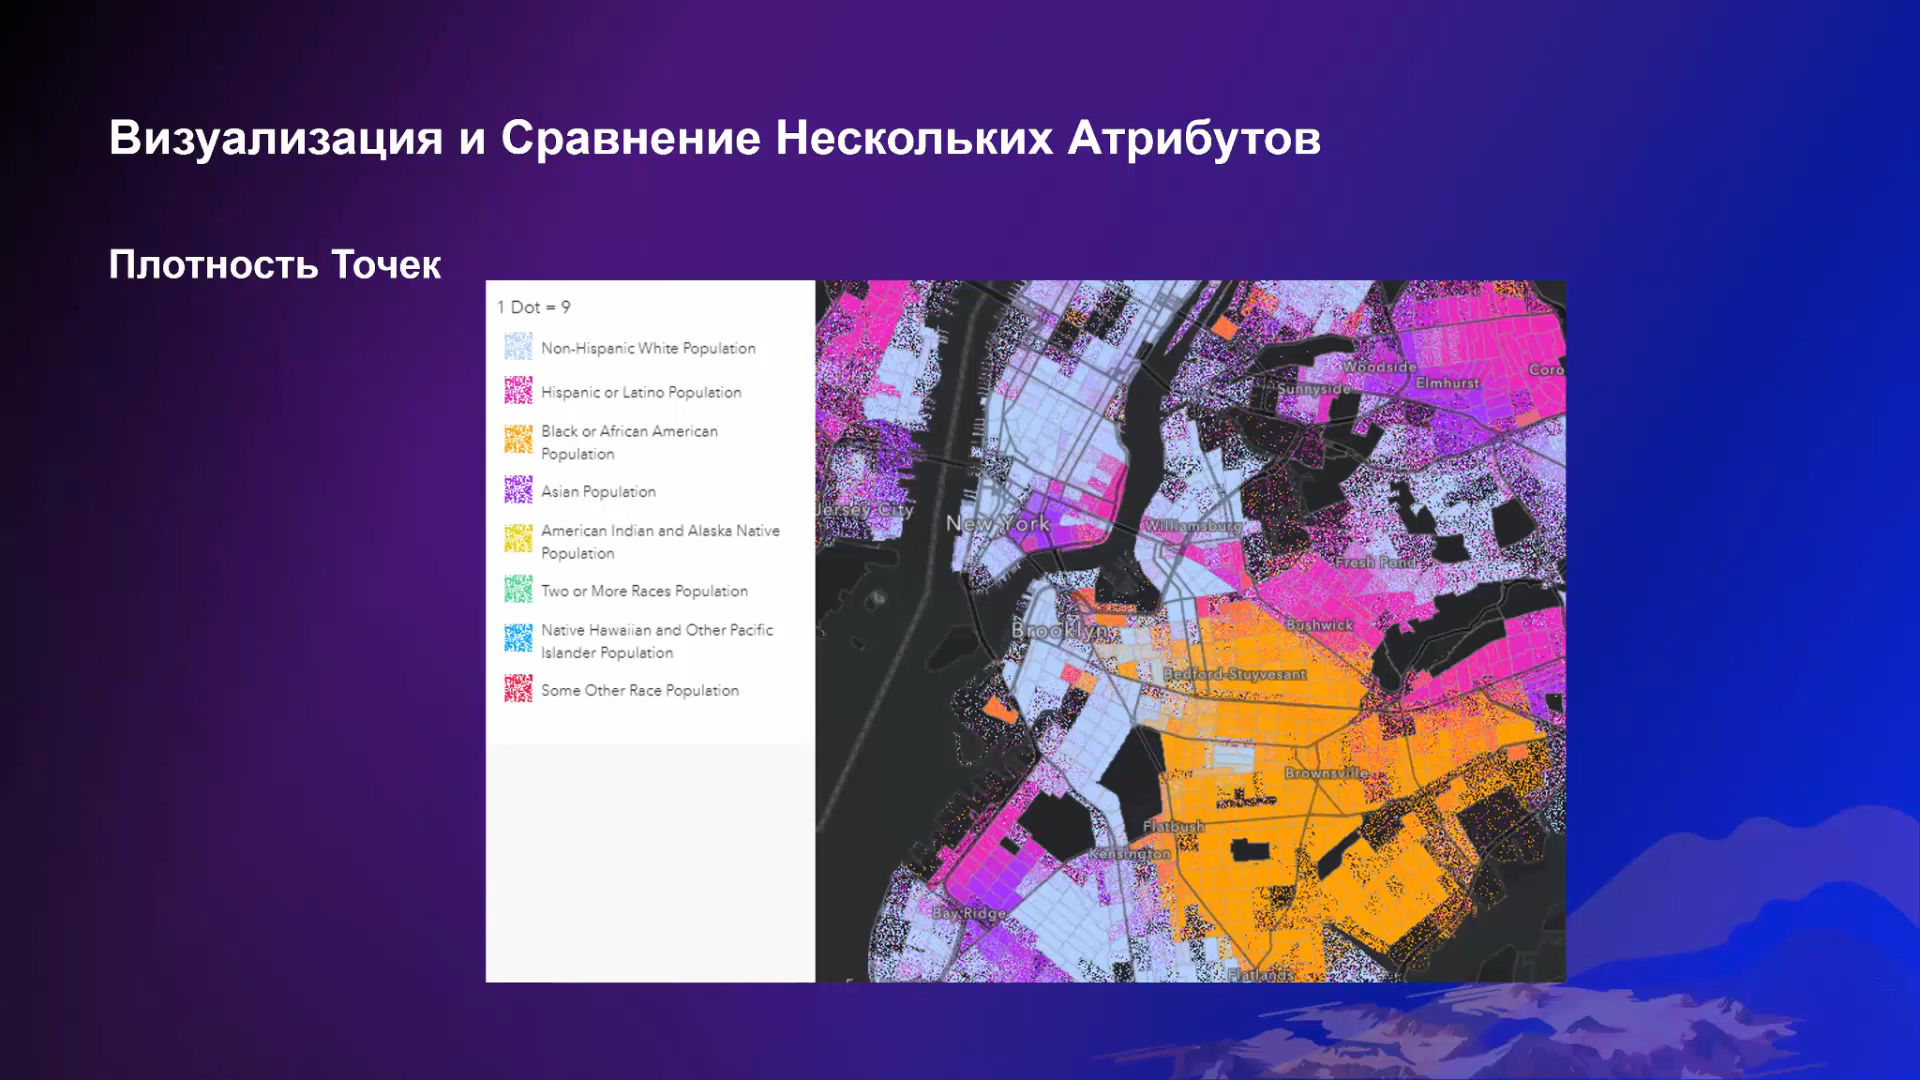 Визуализация и Сравнение Нескольких Атрибутов
Плотность Точек
1 Dot = 9
Non-Hispanic White Population
Hispanic or Latino Population
Black or African American
Population
Asian Population
American Indian and Alaska Native
Population
Two or More Races Population
Native Hawaiian and Other Pacific
Islander Population
Some Other Race Population
Woodside
Sunnyside
Elmhurst
Coro
Jersey City
New York
Williamsburg
Fresh Pond
Brooklyn
Bushwick
Bedford-Stuyvesant
Brownsville
Flatbush
Kensington
Bay Ridge
Flatlands